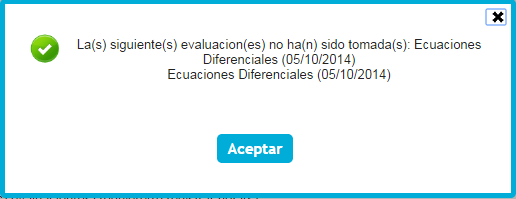 La(s) siguiente(s) evaluacion(es) no ha(n) sido tomada(s): Ecuaciones
Diferenciales (05/10/2014)
Ecuaciones Diferenciales (05/10/2014)
Aceptar